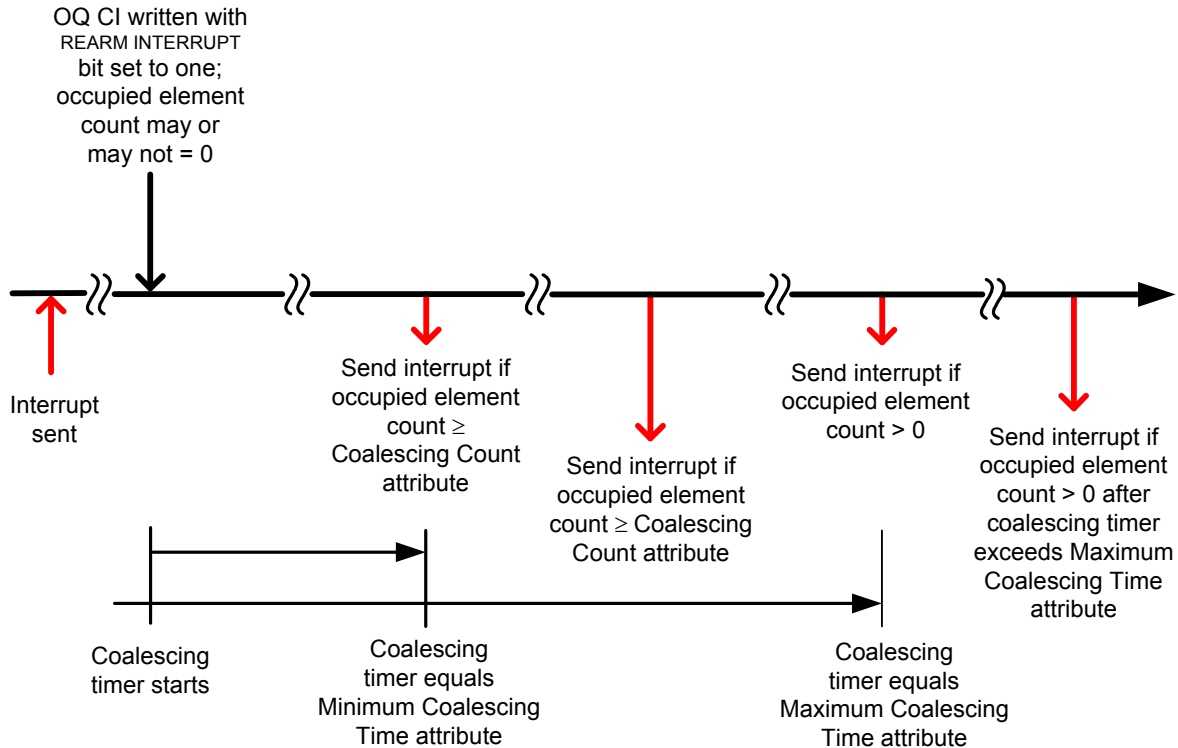 OQ CI written with
REARM INTERRUPT
bit set to one;
occupied element
count may or
may not = 0
Interrupt
sent
Send interrupt if
occupied element
count ≥
Coalescing Count
attribute
Send interrupt if
occupied element
count ≥ Coalescing
Count attribute
Send interrupt if
occupied element
count > 0
Send interrupt if
occupied element
count > 0 after
coalescing timer
exceeds Maximum
Coalescing Time
attribute
Coalescing
timer starts
Coalescing
timer equals
Minimum Coalescing
Time attribute
Coalescing
timer equals
Maximum Coalescing
Time attribute